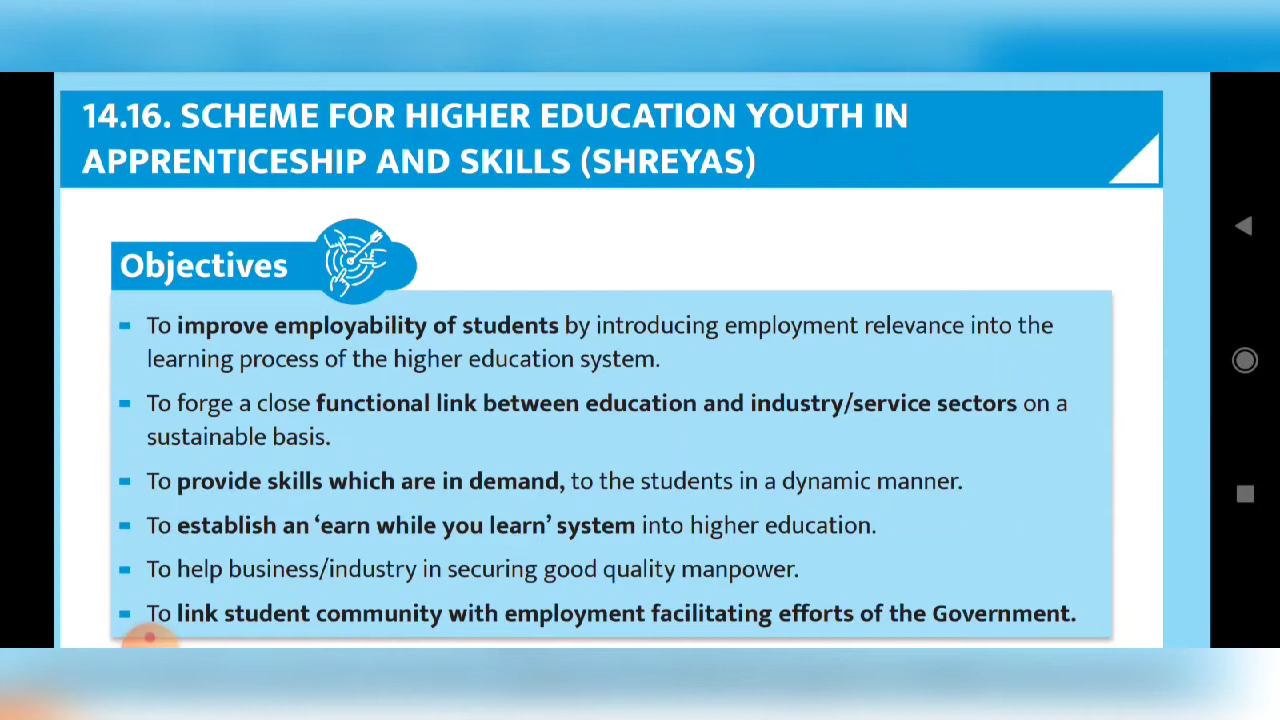 14.16. SCHEME FOR HIGHER EDUCATION YOUTH IN
APPRENTICESHIP AND SKILLS (SHREYAS)
Objectives
To improve employability of students by introducing employment relevance into the
learning process of the higher education system.
To forge a close functional link between education and industry/service sectors on a
sustainable basis.
To provide skills which are in demand, to the students in a dynamic manner.
To establish an ‘earn while you learn’ system into higher education.
To help business/industry in securing good quality manpower.
To link student community with employment facilitating efforts of the Government.